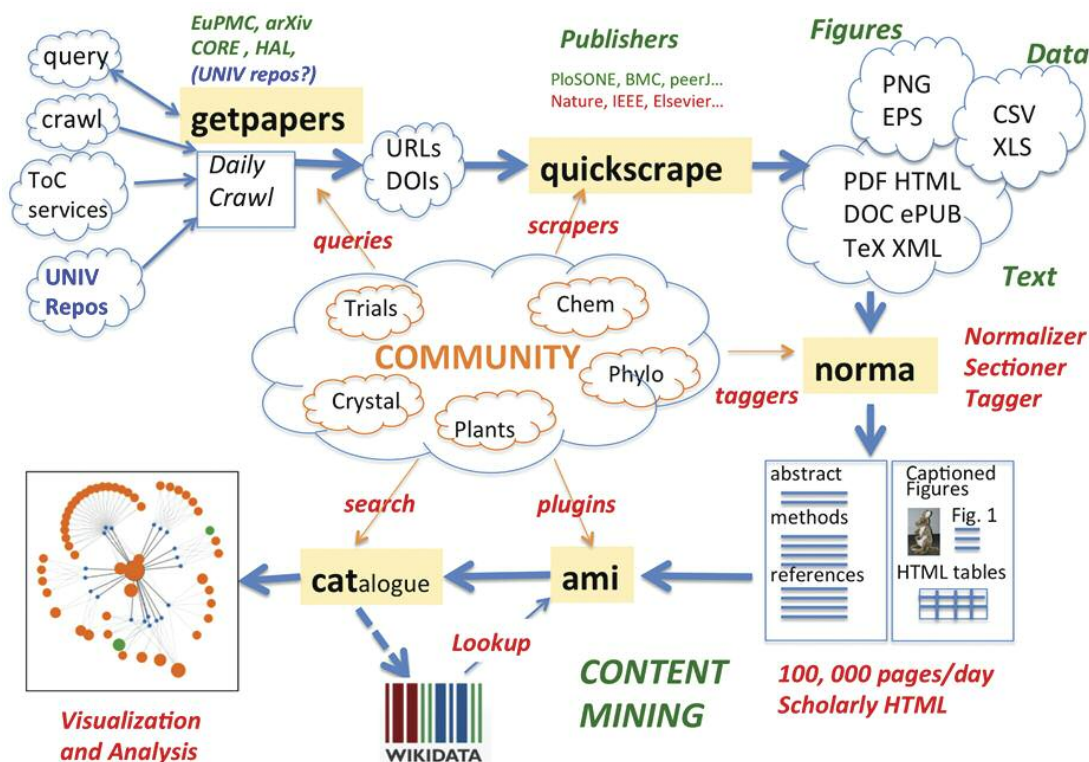 EuPMC, arXiv
CORE , HAL,
(UNIV repos?)
query
getpapers
crawl
Daily
Crawl
ToC
services
UNIV
Repos
URLs
DOIs
Publishers
PloSONE, BMC, peerJ...
Nature, IEEE, Elsevier...
quickscrape
Figures
Data
PNG
EPS
CSV
XLS
PDF HTML
DOC ePUB
TeX XML
Text
queries
scrapers
Trials
Chem
COMMUNITY
Phylo
Crystal
Plants
taggers
norma
Normalizer
Sectioner
Tagger
search
plugins
abstract
methods
references
Captioned
Figures
Fig. 1
HTML tables
catalogue
ami
Lookup
WIKIDATA
CONTENT
MINING
100, 000 pages/day
Scholarly HTML
Visualization
and Analysis